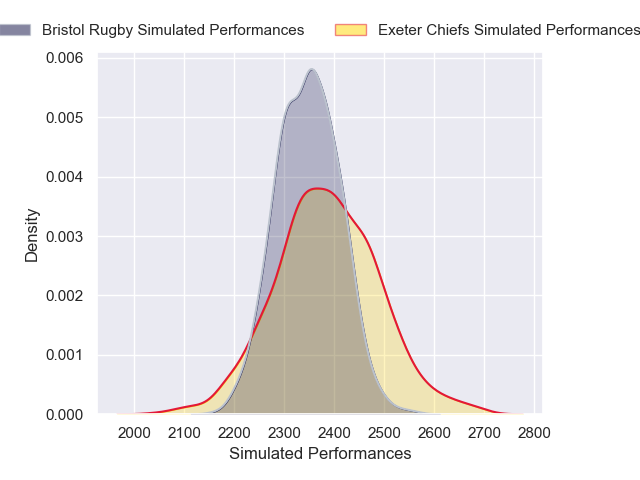 Bristol Rugby Simulated Performances
Exeter Chiefs Simulated Performances
0.006
0.005
0.004
0.003
0.002
0.001
0.000
Density
2000 2100 2200 2300 2400 2500 2600 2700 2800
Simulated Performances